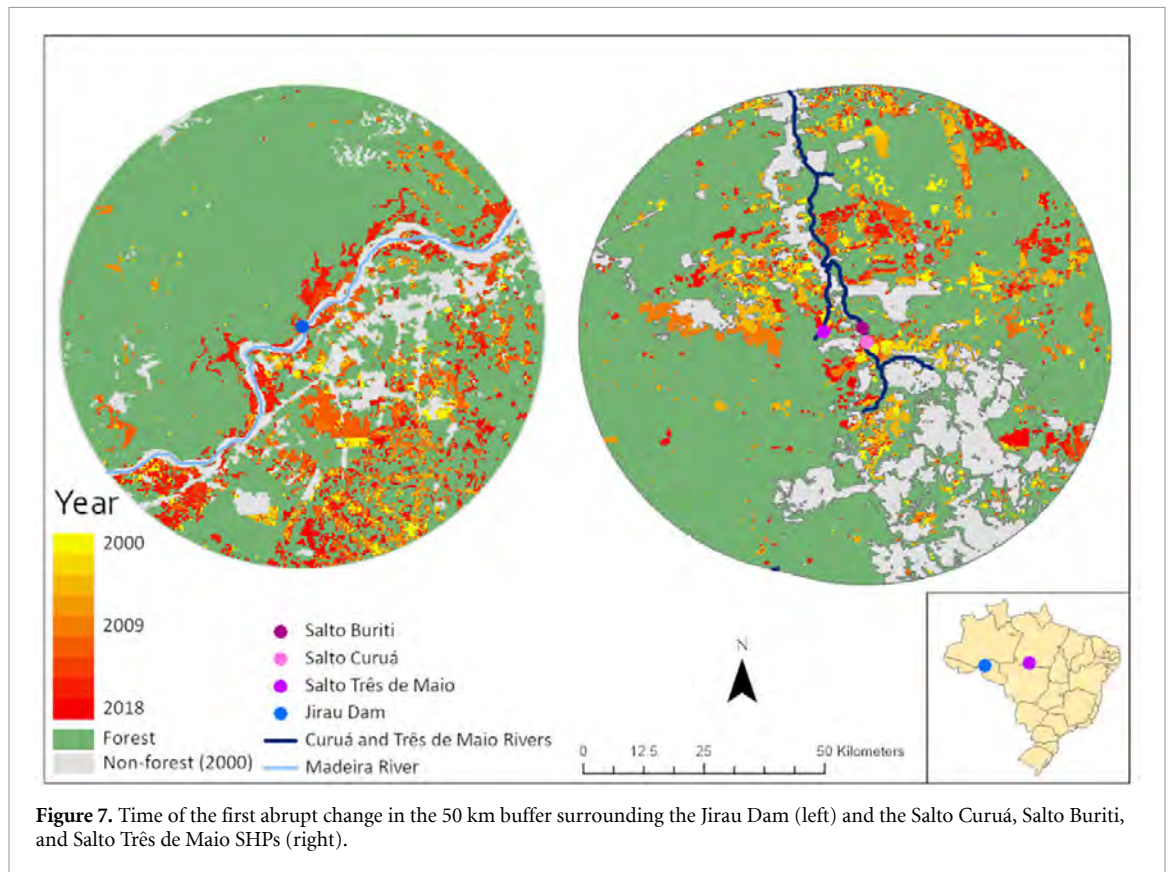 Year
2000
2009
2018
Forest
Non-forest (2000)
Salto Buriti
Salto Curuá
Salto Três de Maio
Jirau Dam
Curuá and Três de Maio Rivers
Madeira River
N
0 12 5 25 50 Kilometers
Figure 7. Time of the first abrupt change in the 50 km buffer surrounding the Jirau Dam (left) and the Salto Curuá, Salto Buriti,
and Salto Três de Maio SHPs (right).